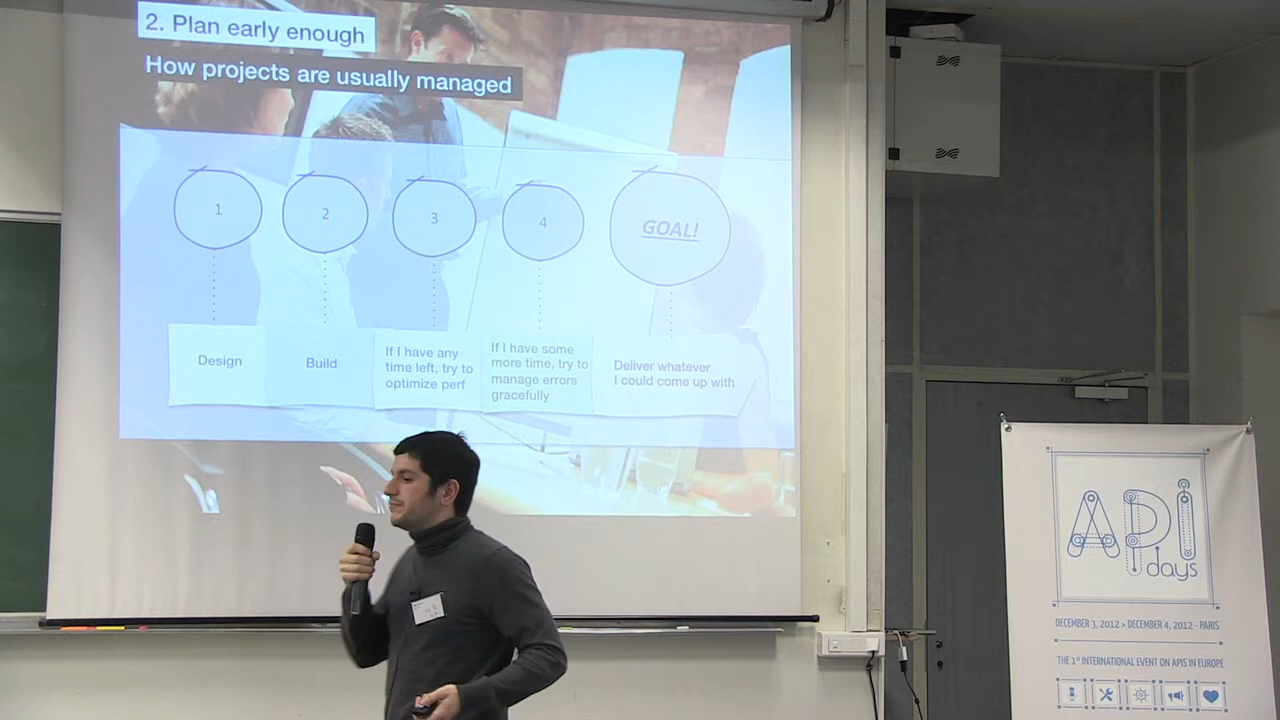 2. Plan early enough
How projects are usually managed
1
2
3
4
GOAL!
Design
Build
If I have any
time left, try to
optimize perf
If I have some
more time, try to
manage errors
gracefully
Deliver whatever
I could come up with
API
days
DECEMBER 3, 2012 > DECEMBER 4, 2012 - PARIS
THE 1st INTERNATIONAL EVENT ON APIS IN EUROPE